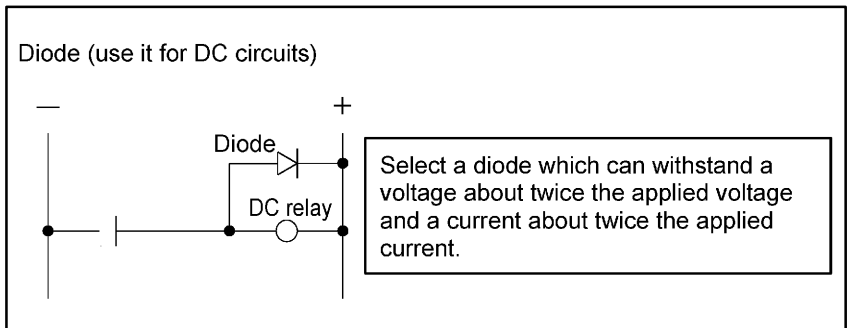 Diode (use it for DC circuits)
— +
Diode
DC relay
Select a diode which can withstand a
voltage about twice the applied voltage
and a current about twice the applied
current.